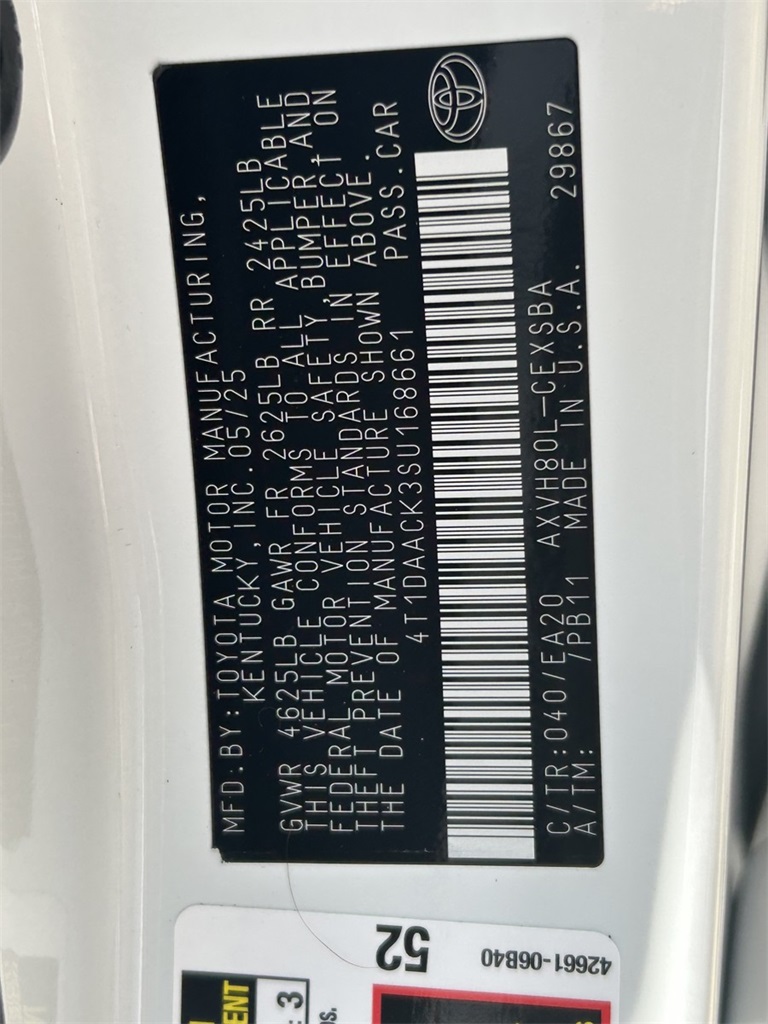 MFD.BY:TOYOTA MOTOR MANUFACTURING,
KENTUCKY,INC.05/25
GVWR 4625LB GAWR FR 2625LB RR 2425LB
THIS VEHICLE CONFORMS TO ALL APPLICABLE
FEDERAL MOTOR VEHICLE SAFETY,BUMPER,AND
THEFT PREVENTION STANDARDS IN EFFECT ON
THE DATE OF MANUFACTURE SHOWN ABOVE.
4T1DAACK3SU168661 PASS.CAR
C/TR:040/EA20 AXVH80L-CEXSBA
A/TM: /PB11 MADE IN U.S.A. 29867
42661-06B40
52
ENT
3